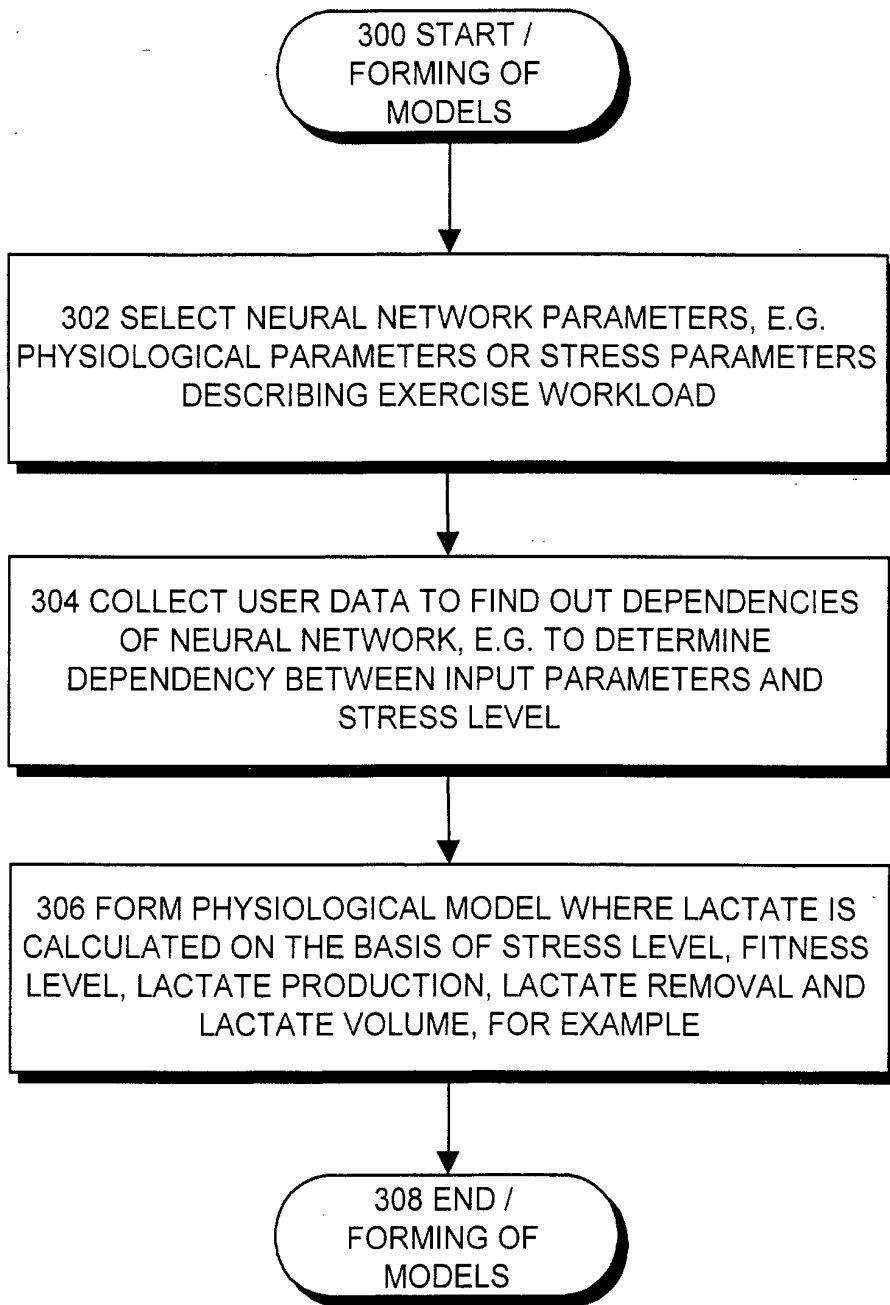 300 START /
FORMING OF
MODELS
302 SELECT NEURAL NETWORK PARAMETERS, E.G.
PHYSIOLOGICAL PARAMETERS OR STRESS PARAMETERS
DESCRIBING EXERCISE WORKLOAD
304 COLLECT USER DATA TO FIND OUT DEPENDENCIES
OF NEURAL NETWORK, E.G. TO DETERMINE
DEPENDENCY BETWEEN INPUT PARAMETERS AND
STRESS LEVEL
306 FORM PHYSIOLOGICAL MODEL WHERE LACTATE IS
CALCULATED ON THE BASIS OF STRESS LEVEL, FITNESS
LEVEL, LACTATE PRODUCTION, LACTATE REMOVAL AND
LACTATE VOLUME, FOR EXAMPLE
308 END /
FORMING OF
MODELS